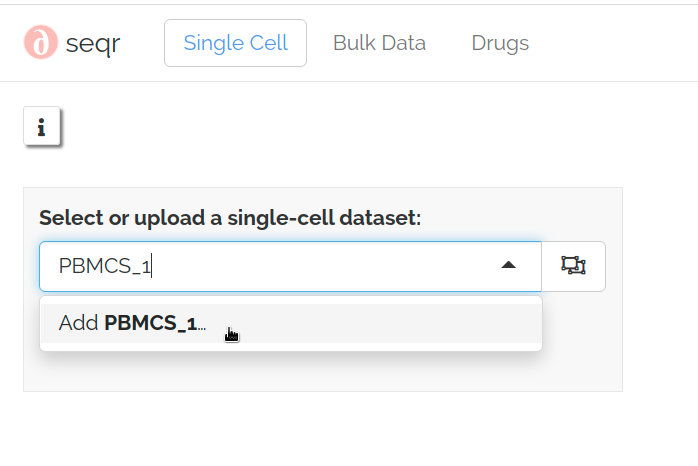 seqr Single Cell Bulk Data Drugs
i
Select or upload a single-cell dataset:
PBMCS_1
Add PBMCS_1...